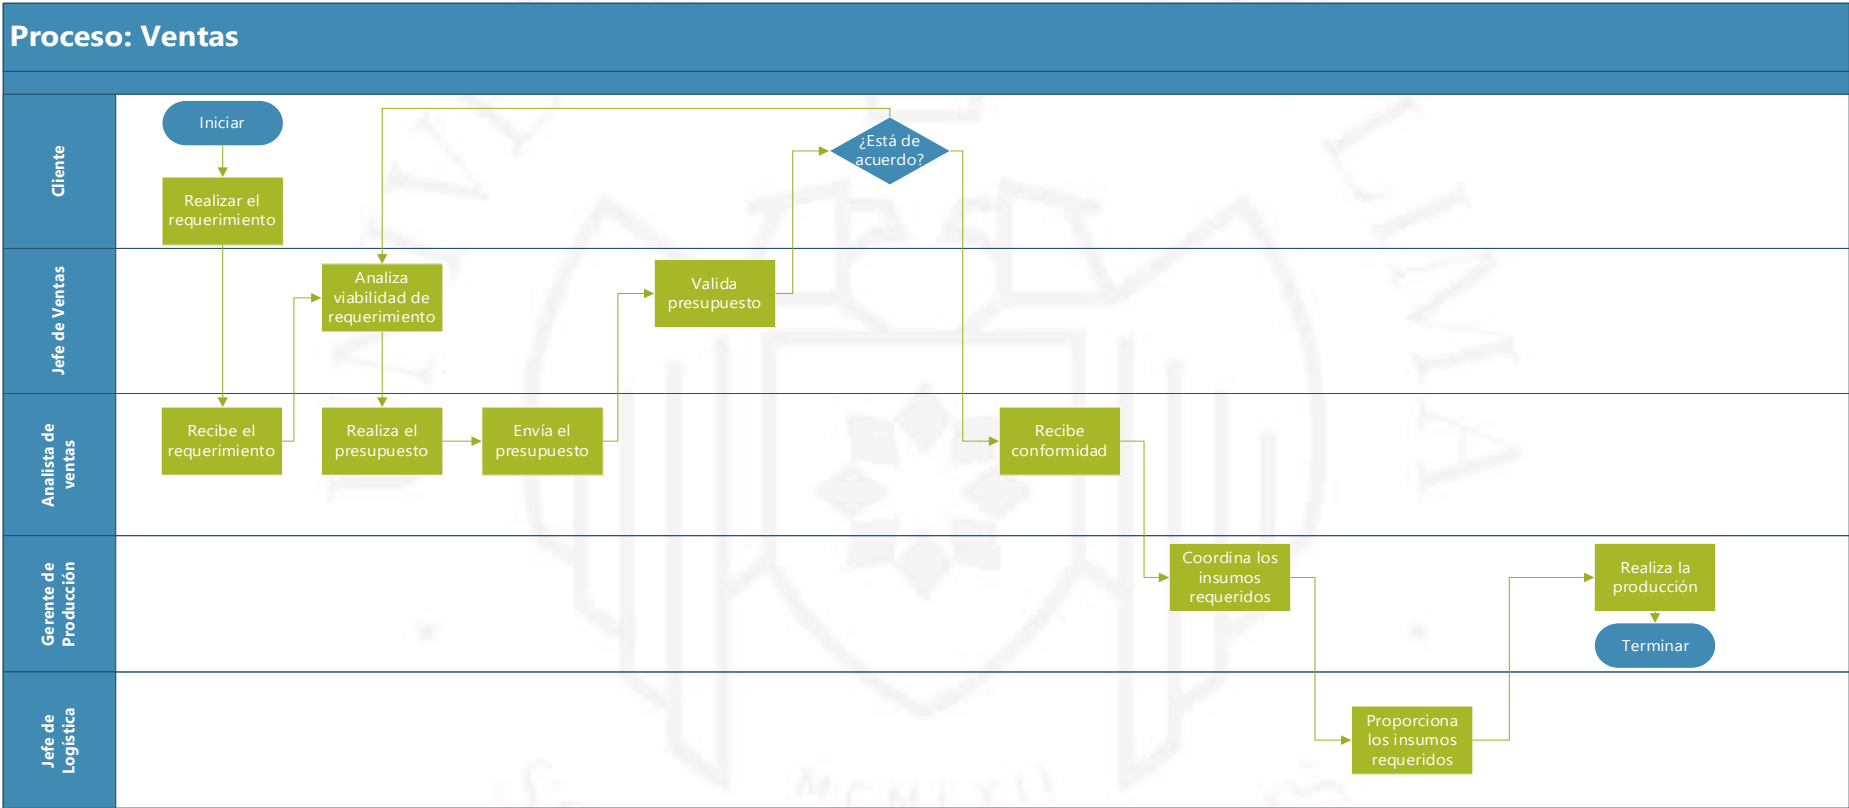 Proceso: Ventas
Cliente
Iniciar
Realizar el
requerimiento
¿Está de
acuerdo?
Jefe de Ventas
Analiza
viabilidad de
requerimiento
Valida
presupuesto
Analista de
ventas
Recibe el
requerimiento
Realiza el
presupuesto
Envía el
presupuesto
Recibe
conformidad
Gerente de
Producción
Coordina los
insumos
requeridos
Realiza la
producción
Terminar
Jefe de
Logística
Proporciona
los insumos
requeridos
MCMLXII